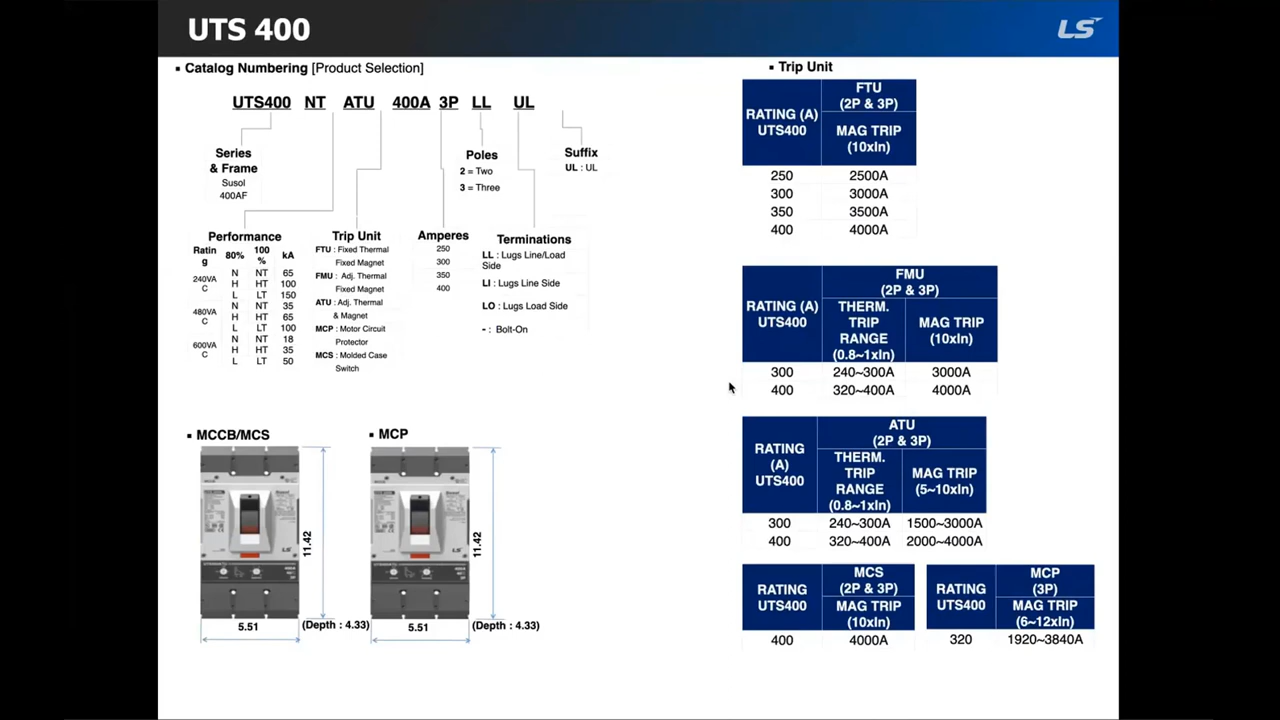 UTS 400
LS
▪ Catalog Numbering [Product Selection]
UTS400 NT ATU 400A 3P LL UL
Series
& Frame
Susol
400AF
Poles
2 = Two
3 = Three
Suffix
UL : UL
Performance
Ratin
g
80%
100
%
kA
240VA
C
N NT 65
H HT 100
L LT 150
480VA
C
N NT 35
H HT 65
L LT 100
600VA
C
N NT 18
H HT 35
L LT 50
Trip Unit
FTU : Fixed Thermal
Fixed Magnet
FMU : Adj. Thermal
Fixed Magnet
ATU : Adj. Thermal
& Magnet
MCP : Motor Circuit
Protector
MCS : Molded Case
Switch
Amperes
250
300
350
400
Terminations
LL : Lugs Line/Load
Side
LI : Lugs Line Side
LO : Lugs Load Side
- : Bolt-On
▪ MCCB/MCS
11.42
5.51
(Depth : 4.33)
▪ MCP
11.42
5.51
(Depth : 4.33)
▪ Trip Unit
RATING (A)
UTS400
FTU
(2P & 3P)
MAG TRIP
(10xIn)
250 2500A
300 3000A
350 3500A
400 4000A
RATING (A)
UTS400
FMU
(2P & 3P)
THERM.
TRIP
RANGE
(0.8~1xIn)
MAG TRIP
(10xIn)
300 240~300A 3000A
400 320~400A 4000A
RATING
(A)
UTS400
ATU
(2P & 3P)
THERM.
TRIP
RANGE
(0.8~1xIn)
MAG TRIP
(5~10xIn)
300 240~300A 1500~3000A
400 320~400A 2000~4000A
RATING
UTS400
MCS
(2P & 3P)
MAG TRIP
(10xIn)
400 4000A
RATING
UTS400
MCP
(3P)
MAG TRIP
(6~12xIn)
320 1920~3840A